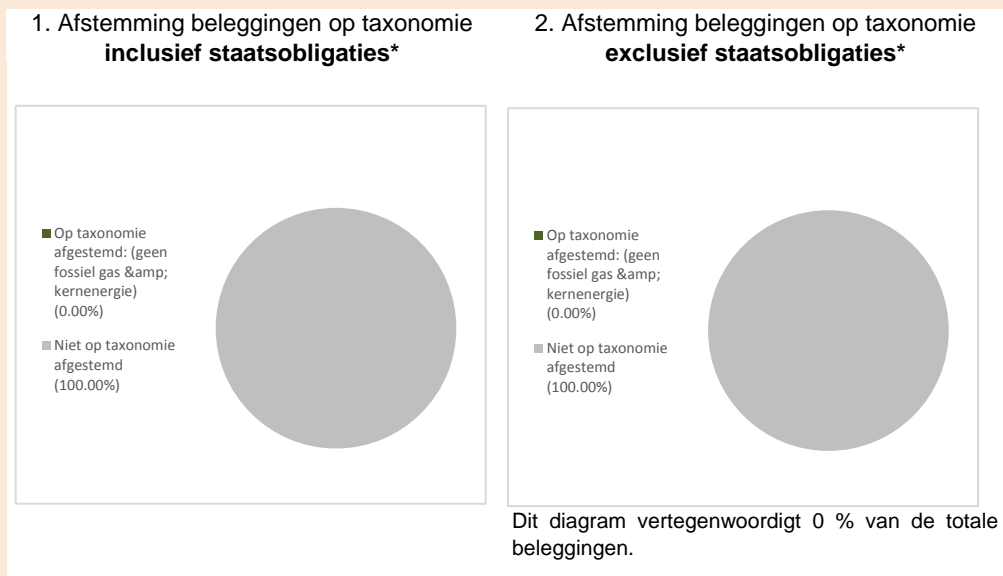 1. Afstemming beleggingen op taxonomie
inclusief staatsobligaties*
Op taxonomie
afgestemd: (geen
fossiel gas &amp;
kernenergie)
(0.00%)
Niet op taxonomie
afgestemd
(100.00%)
2. Afstemming beleggingen op taxonomie
exclusief staatsobligaties*
Op taxonomie
afgestemd: (geen
fossiel gas &amp;
kernenergie)
(0.00%)
Niet op taxonomie
afgestemd
(100.00%)
Dit diagram vertegenwoordigt 0 % van de totale
beleggingen.